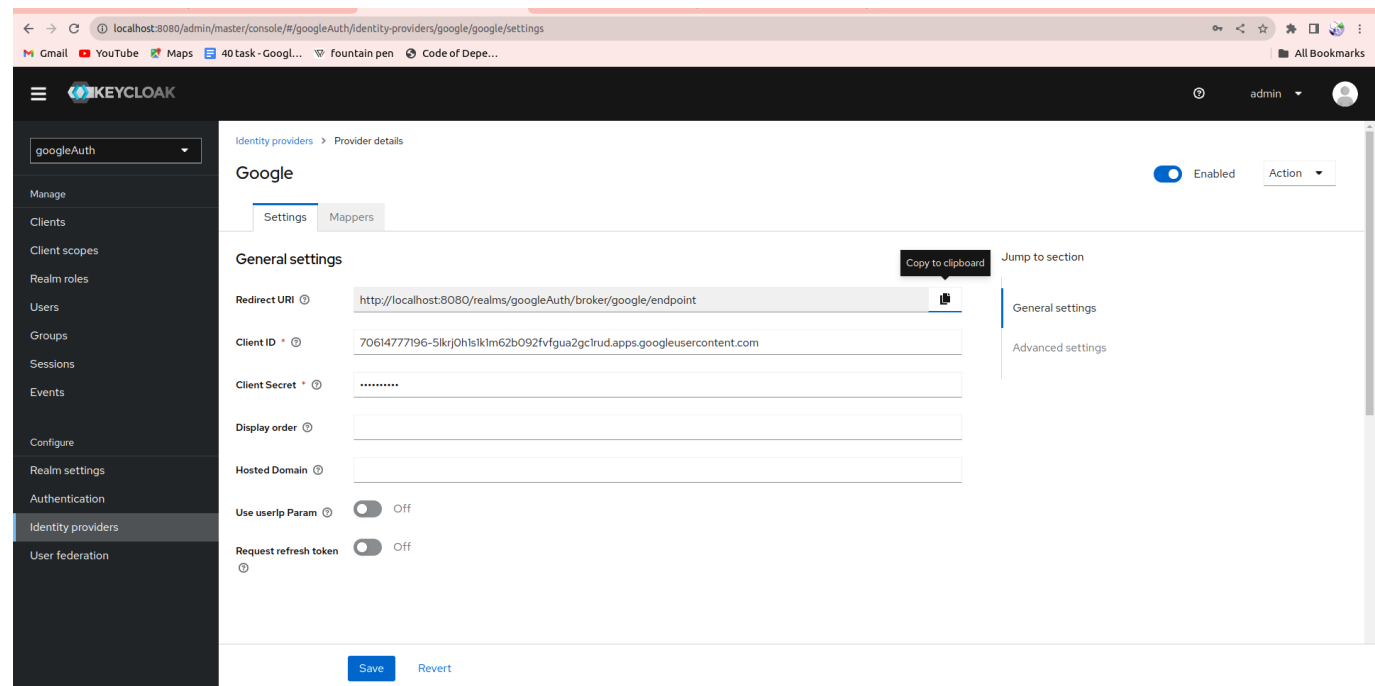 localhost:8080/admin/master/console/#/googleAuth/identity-providers/google/google/settings
Gmail YouTube Maps 40 task - Googl... fountain pen Code of Depe... All Bookmarks
KEYCLOAK admin
googleAuth
Manage
Clients
Client scopes
Realm roles
Users
Groups
Sessions
Events
Configure
Realm settings
Authentication
Identity providers
User federation
Identity providers > Provider details
Google Enabled Action
Settings Mappers
General settings
Copy to clipboard
Redirect URI http://localhost:8080/realms/googleAuth/broker/google/endpoint
Client ID * 70614777196-5lkrj0h1s1k1m62b092fvfgua2gc1rud.apps.googleusercontent.com
Client Secret * ••••••••••
Display order
Hosted Domain
Use userIp Param Off
Request refresh token Off
Jump to section
General settings
Advanced settings
Save Revert